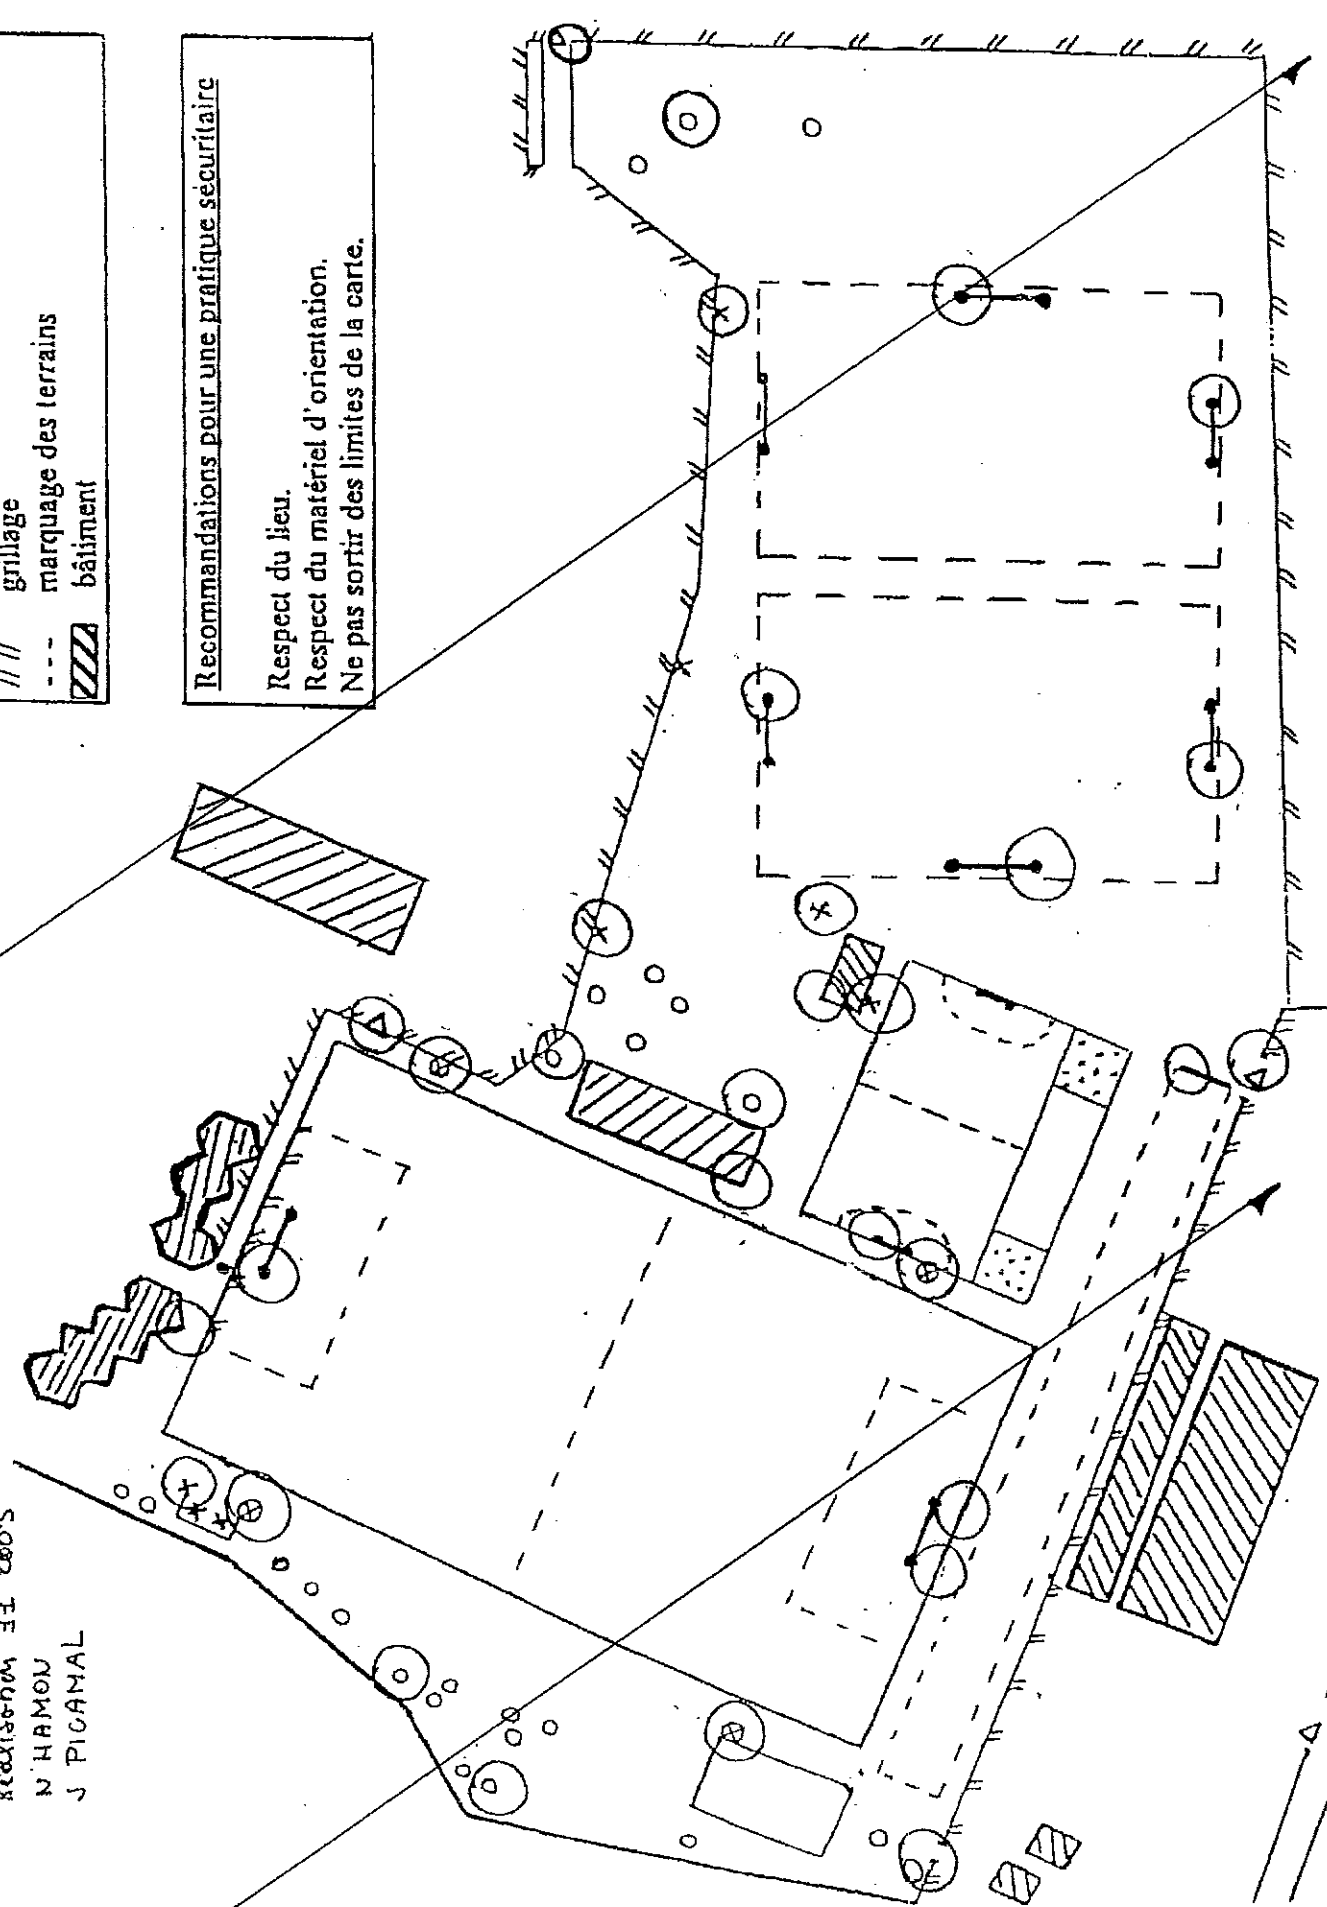 grillage
marquage des terrains
bâtiment
Recommandations pour une pratique sécuritaire
Respect du lieu.
Respect du matériel d'orientation.
Ne pas sortir des limites de la carte.
N HAMON
J PICAMAL